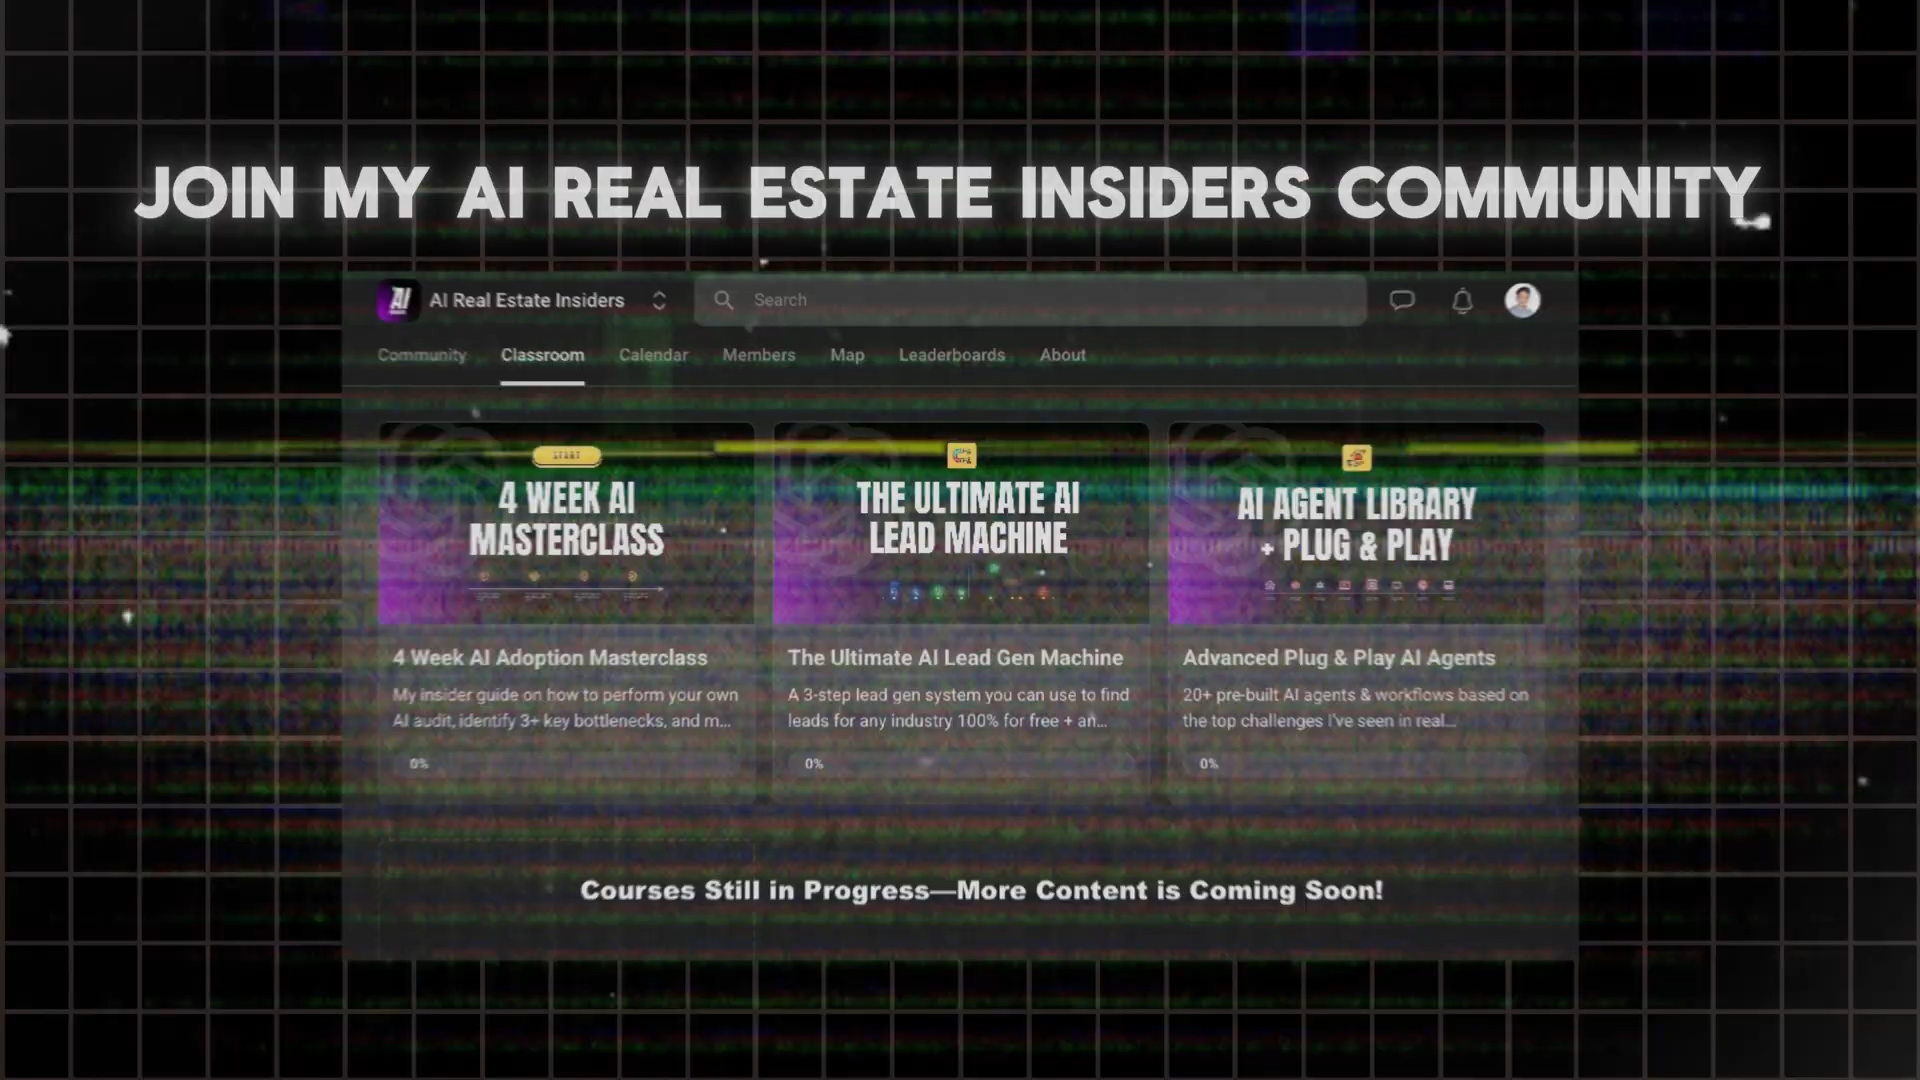 JOIN MY AI REAL ESTATE INSIDERS COMMUNITY
AI Real Estate Insiders
Search
Community Classroom Calendar Members Map Leaderboards About
START
4 WEEK AI
MASTERCLASS
THE ULTIMATE AI
LEAD MACHINE
AI AGENT LIBRARY
+ PLUG & PLAY
4 Week AI Adoption Masterclass
My insider guide on how to perform your own
AI audit, identify 3+ key bottlenecks, and m...
0%
The Ultimate AI Lead Gen Machine
A 3-step lead gen system you can use to find
leads for any industry 100% for free + an...
0%
Advanced Plug & Play AI Agents
20+ pre-built AI agents & workflows based on
the top challenges I've seen in real...
0%
Courses Still in Progress—More Content is Coming Soon!